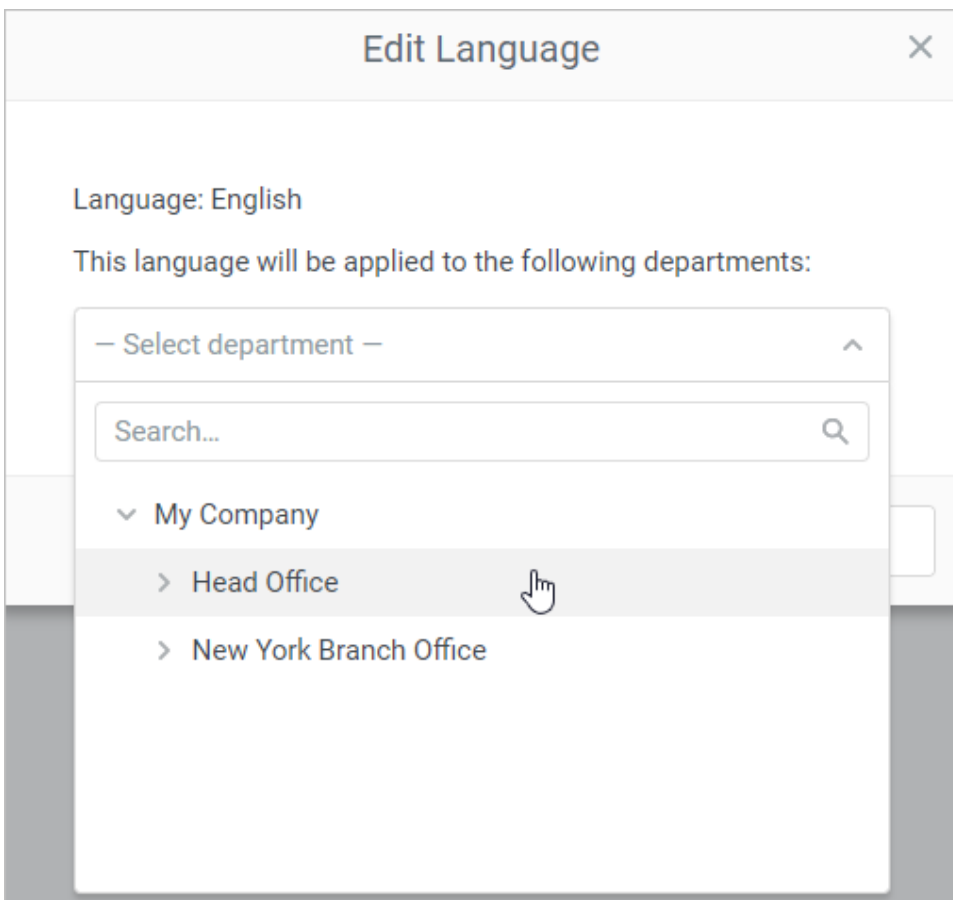 Edit Language
Language: English
This language will be applied to the following departments:
— Select department —
Search...
My Company
Head Office
New York Branch Office